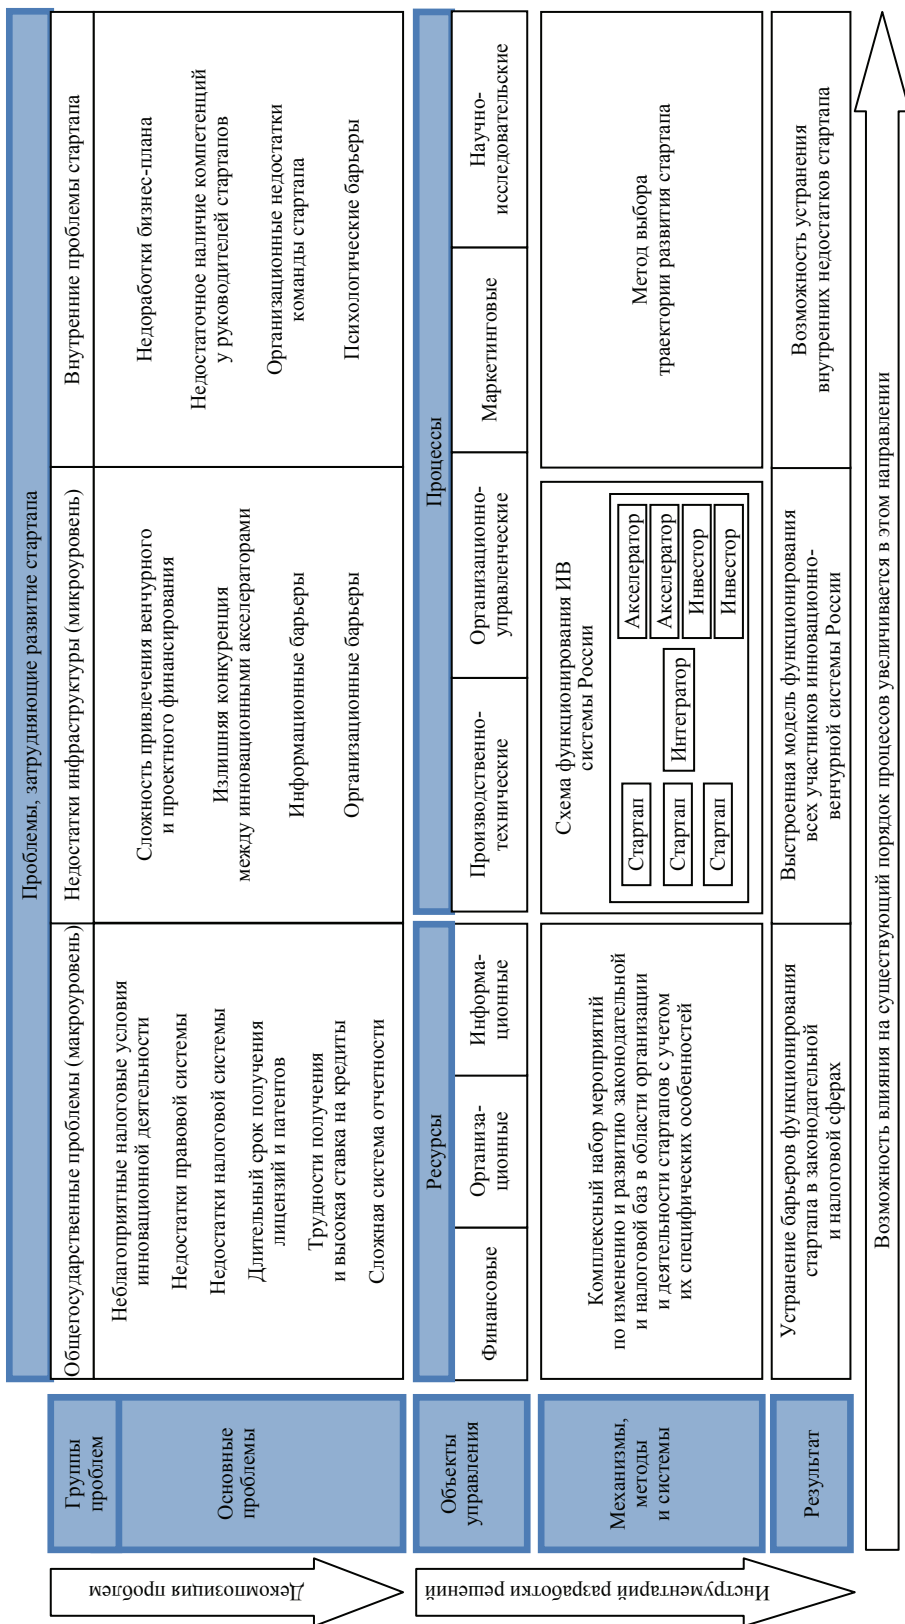 Проблемы, затрудняющие развитие стартапа
Группы
проблем
Общегосударственные проблемы (макроуровень)
Недостатки инфраструктуры (микроуровень)
Внутренние проблемы стартапа
Декомпозиция проблем
Основные
проблемы
Неблагоприятные налоговые условия
инновационной деятельности
Недостатки правовой системы
Недостатки налоговой системы
Длительный срок получения
лицензий и патентов
Трудности получения
и высокая ставка на кредиты
Сложная система отчетности
Сложность привлечения венчурного
и проектного финансирования
Излишняя конкуренция
между инновационными акселераторами
Информационные барьеры
Организационные барьеры
Недоработки бизнес-плана
Недостаточное наличие компетенций
у руководителей стартапов
Организационные недостатки
команды стартапа
Психологические барьеры
Инструментарий разработки решений
Объекты
управления
Ресурсы
Процессы
Финансовые
Организа-
ционные
Информа-
ционные
Производственно-
технические
Организационно-
управленческие
Маркетинговые
Научно-
исследовательские
Механизмы,
методы
и системы
Комплексный набор мероприятий
по изменению и развитию законодательной
и налоговой баз в области организации
и деятельности стартапов с учетом
их специфических особенностей
Схема функционирования ИВ
системы России
Стартап
Стартап
Стартап
Интегратор
Акселератор
Акселератор
Инвестор
Инвестор
Метод выбора
траектории развития стартапа
Результат
Устранение барьеров функционирования
стартапа в законодательной
и налоговой сферах
Выстроенная модель функционирования
всех участников инновационно-
венчурной системы России
Возможность устранения
внутренних недостатков стартапа
Возможность влияния на существующий порядок процессов увеличивается в этом направлении